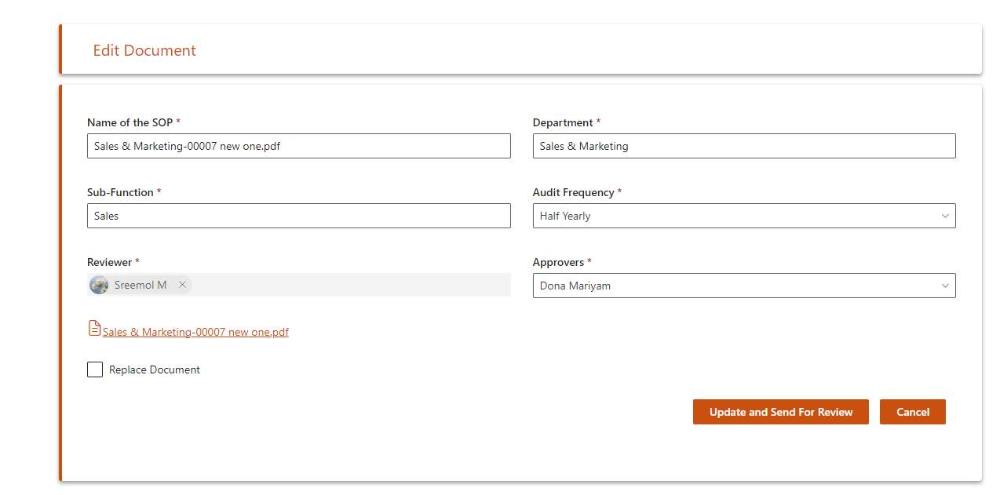 Edit Document
Name of the SOP *
Department *
Sales & Marketing-00007 new one.pdf
Sales & Marketing
Sub-Function *
Audit Frequency *
Sales
Half Yearly
Reviewer *
Approvers *
Sreemol M
Dona Mariyam
Sales & Marketing-00007 new one.pdf
Replace Document
Update and Send For Review
Cancel